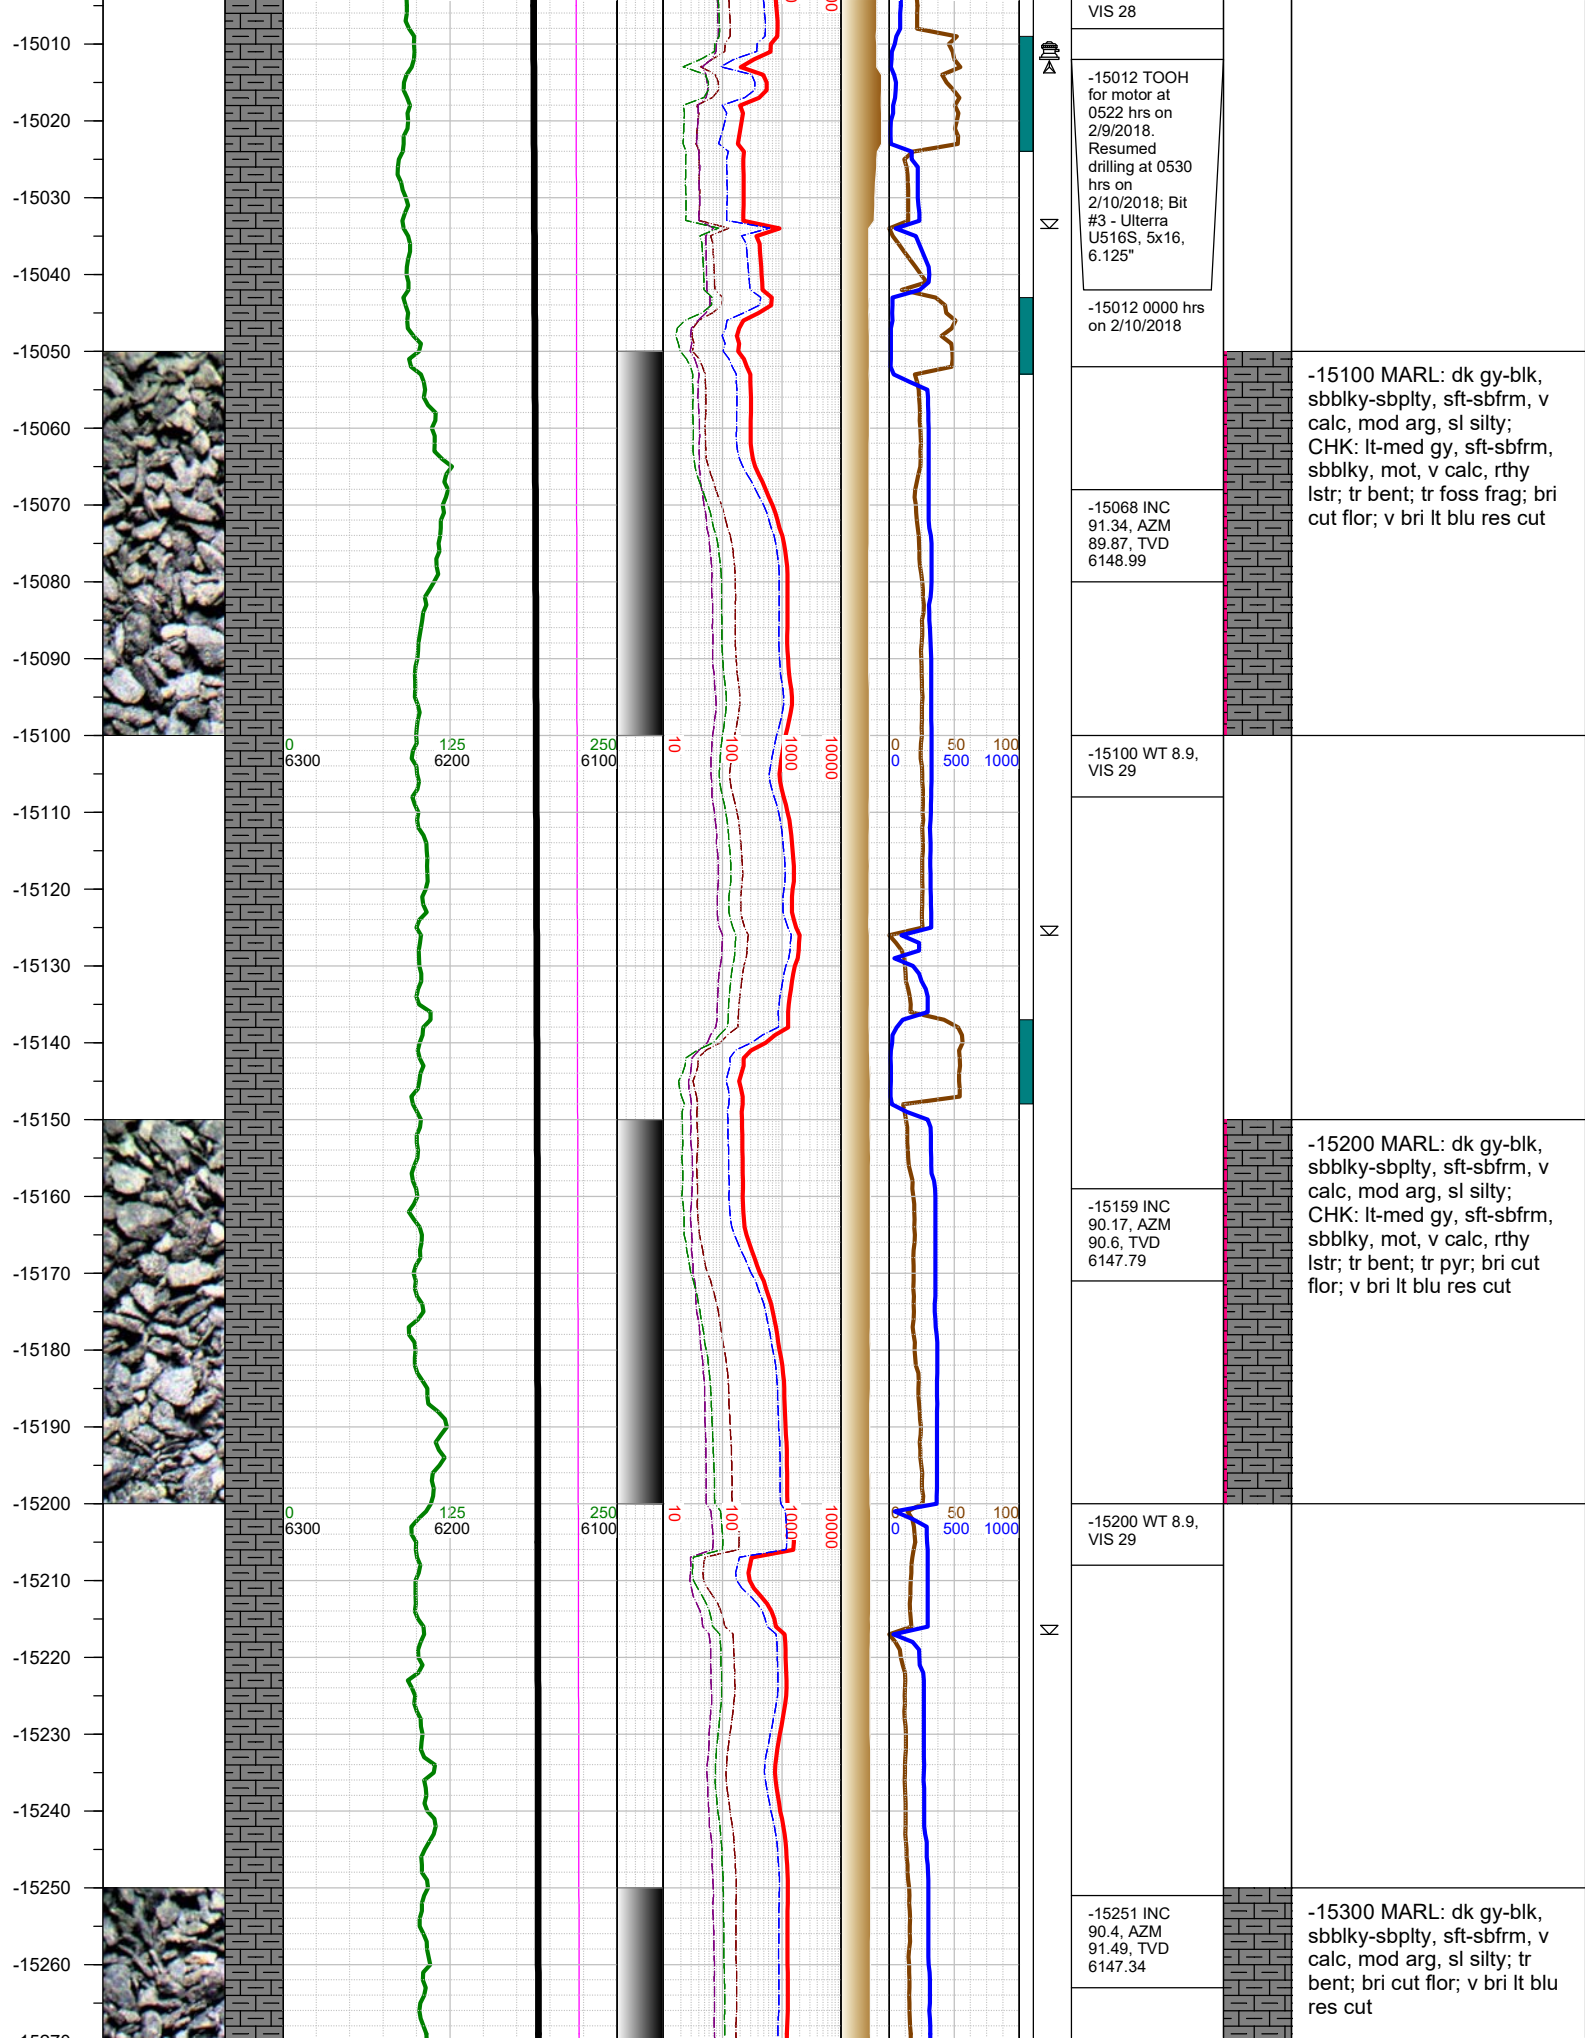 VIS 28
-15010
-15012 TOOH
for motor at
0522 hrs on
2/9/2018.
Resumed
drilling at 0530
hrs on
2/10/2018; Bit
#3 - Ulterra
U516S, 5x16,
6.125"
-15020
-15030
-15040
-15012 0000 hrs
on 2/10/2018
-15050
-15100 MARL: dk gy-blk,
sbblky-sbplty, sft-sbfrm, v
calc, mod arg, sl silty;
CHK: lt-med gy, sft-sbfrm,
sbblky, mot, v calc, rthy
lstr; tr bent; tr foss frag; bri
cut flor; v bri lt blu res cut
-15060
-15070
-15068 INC
91.34, AZM
89.87, TVD
6148.99
-15080
-15090
-15100
0 125 250
6300 6200 6100
10 100 1000 10000
0 50 100
0 500 1000
-15100 WT 8.9,
VIS 29
-15110
-15120
-15130
-15140
-15150
-15200 MARL: dk gy-blk,
sbblky-sbplty, sft-sbfrm, v
calc, mod arg, sl silty;
CHK: lt-med gy, sft-sbfrm,
sbblky, mot, v calc, rthy
lstr; tr bent; tr pyr; bri cut
flor; v bri lt blu res cut
-15160
-15159 INC
90.17, AZM
90.6, TVD
6147.79
-15170
-15180
-15190
-15200
0 125 250
6300 6200 6100
10 100 1000 10000
0 50 100
0 500 1000
-15200 WT 8.9,
VIS 29
-15210
-15220
-15230
-15240
-15250
-15251 INC
90.4, AZM
91.49, TVD
6147.34
-15300 MARL: dk gy-blk,
sbblky-sbplty, sft-sbfrm, v
calc, mod arg, sl silty; tr
bent; bri cut flor; v bri lt blu
res cut
-15260
-15270